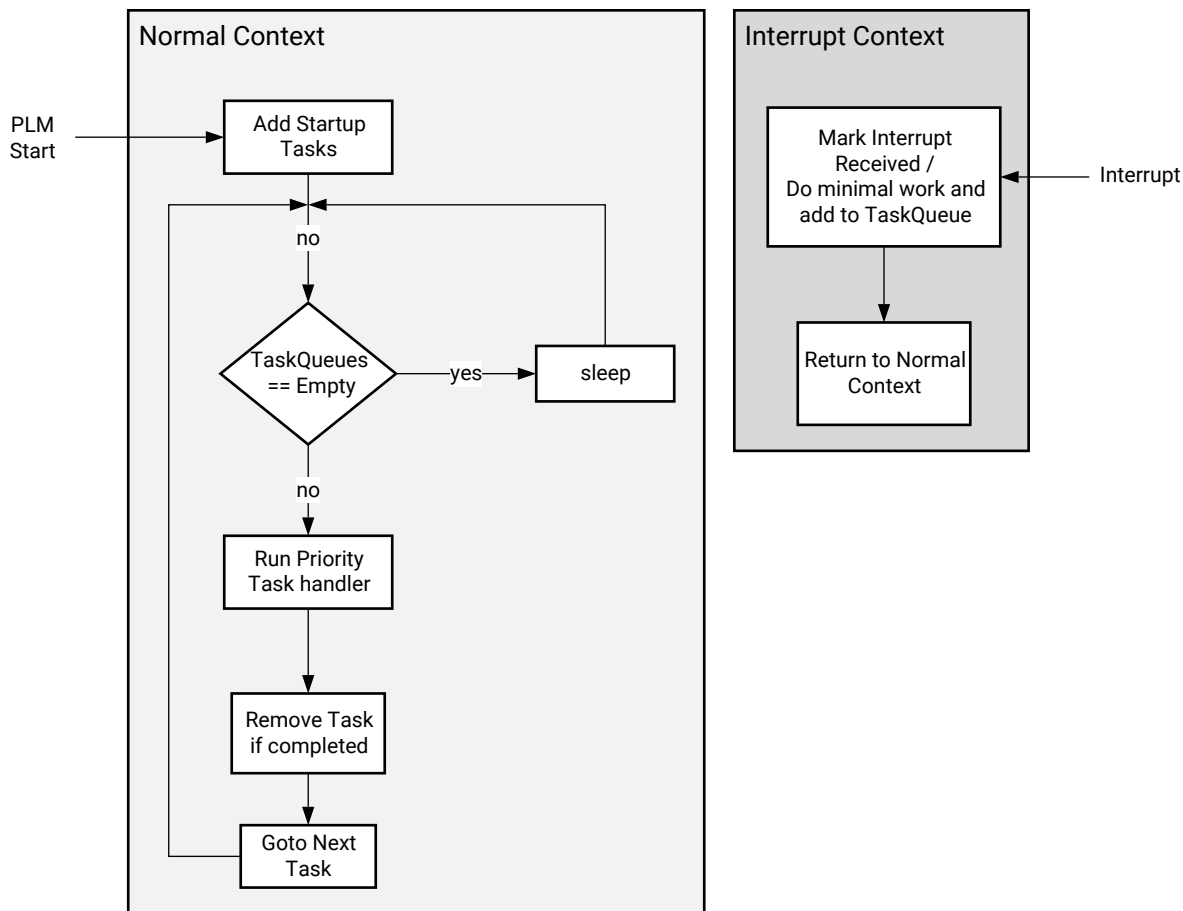 Normal Context
PLM
Start
Add Startup
Tasks
no
TaskQueues
== Empty
yes
sleep
no
Run Priority
Task handler
Remove Task
if completed
Goto Next
Task
Interrupt Context
Mark Interrupt
Received /
Do minimal work and
add to TaskQueue
Interrupt
Return to Normal
Context